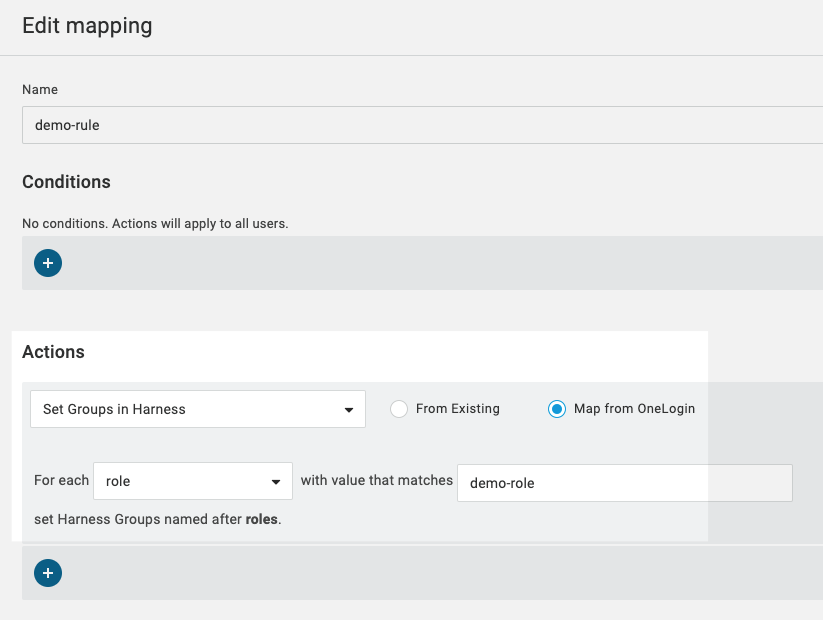 Edit mapping
Name
demo-rule
Conditions
No conditions. Actions will apply to all users.
Actions
Set Groups in Harness From Existing Map from OneLogin
For each role with value that matches demo-role
set Harness Groups named after roles.